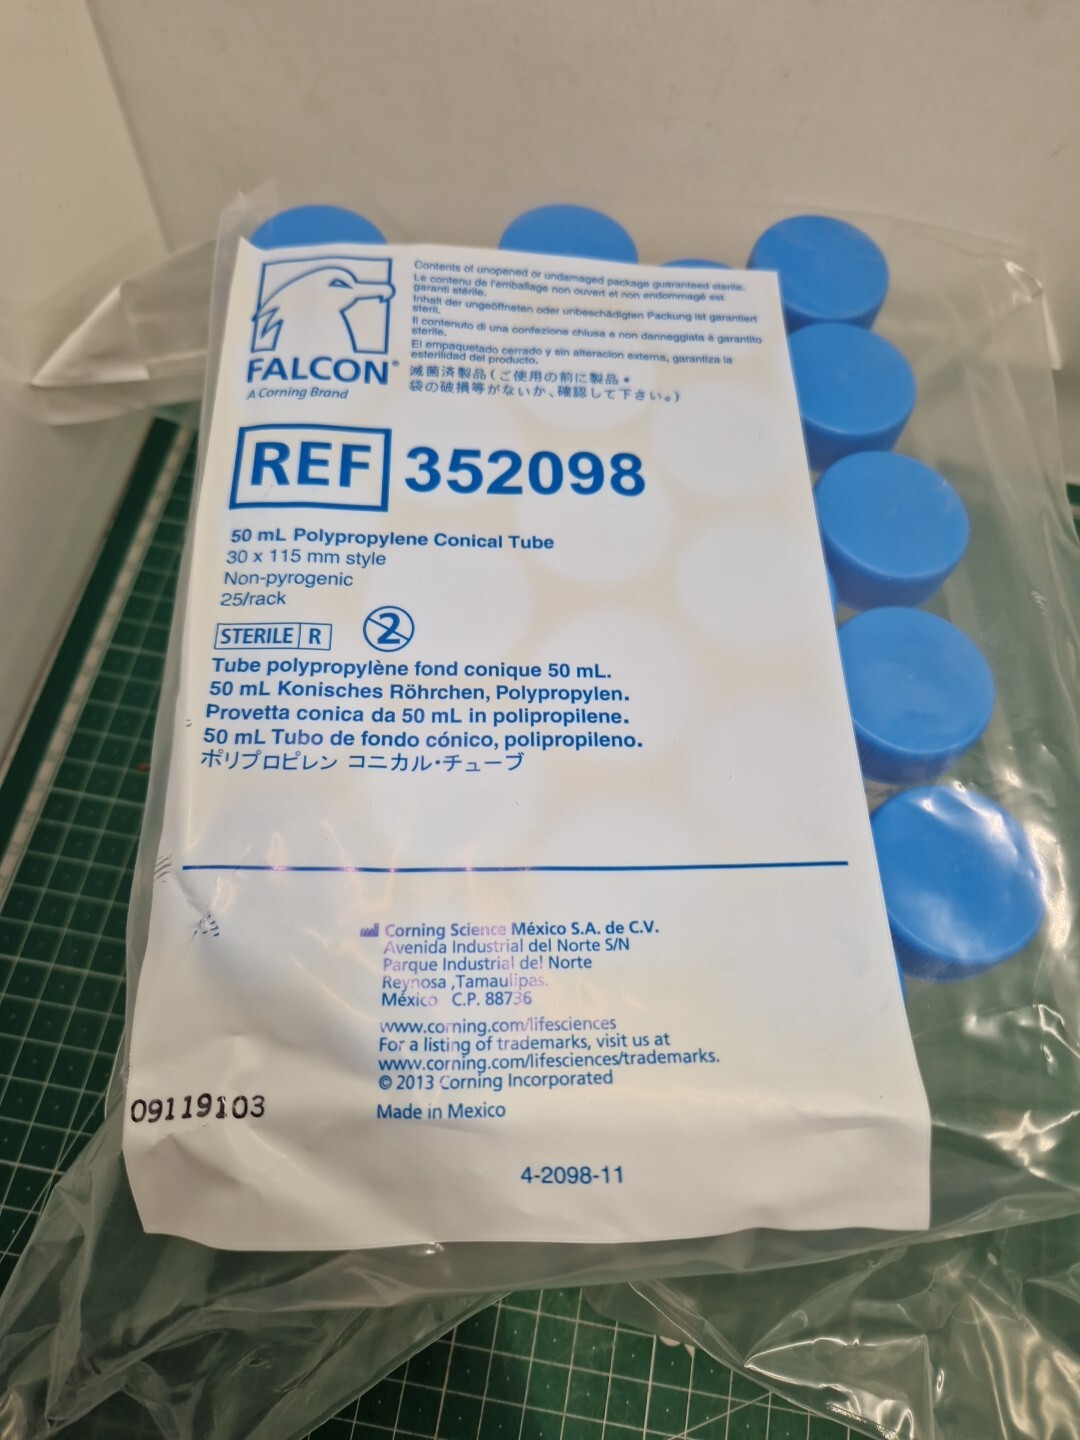 Contents of unopened or undamaged package guaranteed sterile.
Le contenu de l'emballage non ouvert et non endommagé est
garanti stérile.
Inhalt der ungeöffneten oder unbeschädigten Packung ist garantiert
steril.
Il contenuto di una confezione chiusa e non danneggiata è garantito
sterile.
El empaquetado cerrado y sin alteracion externa, garantiza la
esterilidad del producto.
滅菌済製品(ご使用の前に製品・
袋の破損等がないか、確認して下さい。)
FALCON®
A Corning Brand
REF 352098
50 mL Polypropylene Conical Tube
30 x 115 mm style
Non-pyrogenic
25/rack
STERILE R 2
Tube polypropylène fond conique 50 mL.
50 mL Konisches Röhrchen, Polypropylen.
Provetta conica da 50 mL in polipropilene.
50 mL Tubo de fondo cónico, polipropileno.
ポリプロピレン コニカル・チューブ
Corning Science México S.A. de C.V.
Avenida Industrial del Norte S/N
Parque Industrial del Norte
Reynosa ,Tamaulipas.
México C.P. 88736
www.corning.com/lifesciences
For a listing of trademarks, visit us at
www.corning.com/lifesciences/trademarks.
© 2013 Corning Incorporated
Made in Mexico
09119103
4-2098-11